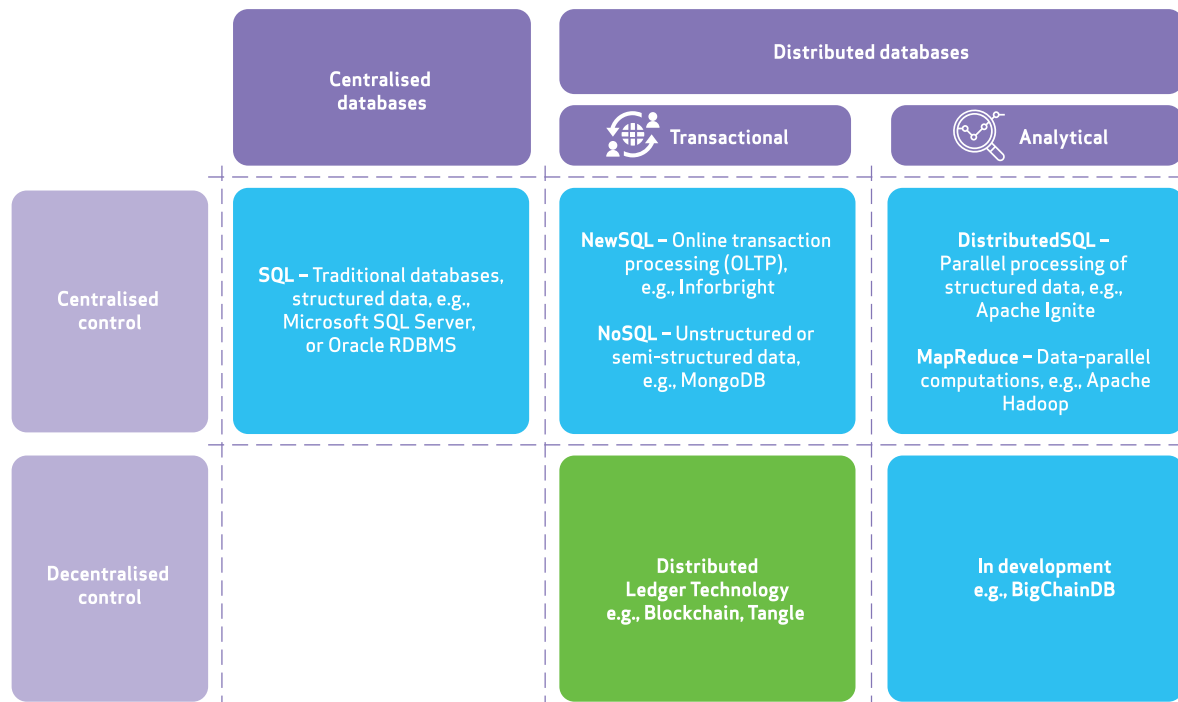 Centralised
databases
Distributed databases
Transactional
Analytical
Centralised
control
SQL – Traditional databases,
structured data, e.g.,
Microsoft SQL Server,
or Oracle RDBMS
NewSQL – Online transaction
processing (OLTP),
e.g., Inforbright
NoSQL – Unstructured or
semi-structured data,
e.g., MongoDB
DistributedSQL –
Parallel processing of
structured data, e.g.,
Apache Ignite
MapReduce – Data-parallel
computations, e.g., Apache
Hadoop
Decentralised
control
Distributed
Ledger Technology
e.g., Blockchain, Tangle
In development
e.g., BigChainDB